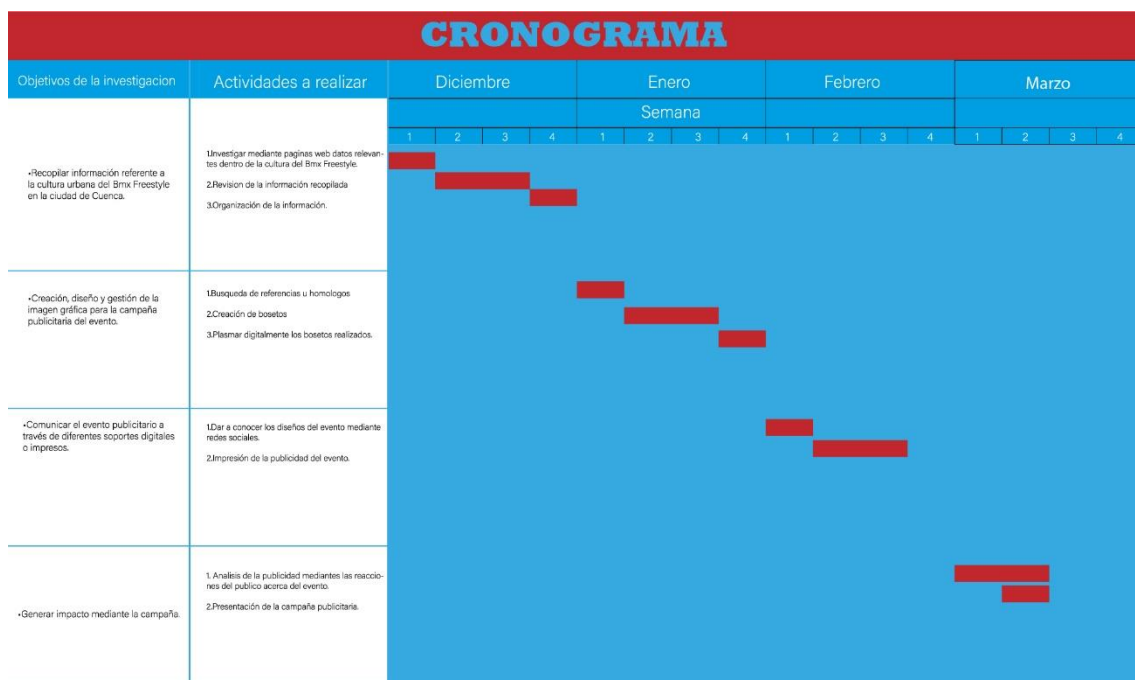 CRONOGRAMA
Objetivos de la investigacion
Actividades a realizar
Diciembre
Enero
Febrero
Marzo
Semana
1 2 3 4 1 2 3 4 1 2 3 4 1 2 3 4
•Recopilar información referente a
la cultura urbana del Bmx Freestyle
en la ciudad de Cuenca.
1.Investigar mediante paginas web datos relevan-
tes dentro de la cultura del Bmx Freestyle.
2.Revision de la información recopilada
3.Organización de la información.
•Creación, diseño y gestión de la
imagen gráfica para la campaña
publicitaria del evento.
1.Busqueda de referencias u homologos
2.Creación de bosetos
3.Plasmar digitalmente los bosetos realizados.
•Comunicar el evento publicitario a
través de diferentes soportes digitales
o impresos.
1.Dar a conocer los diseños del evento mediante
redes sociales.
2.Impresión de la publicidad del evento.
•Generar impacto mediante la campaña.
1. Analisis de la publicidad mediantes las reaccio-
nes del publico acerca del evento.
2.Presentación de la campaña publicitaria.